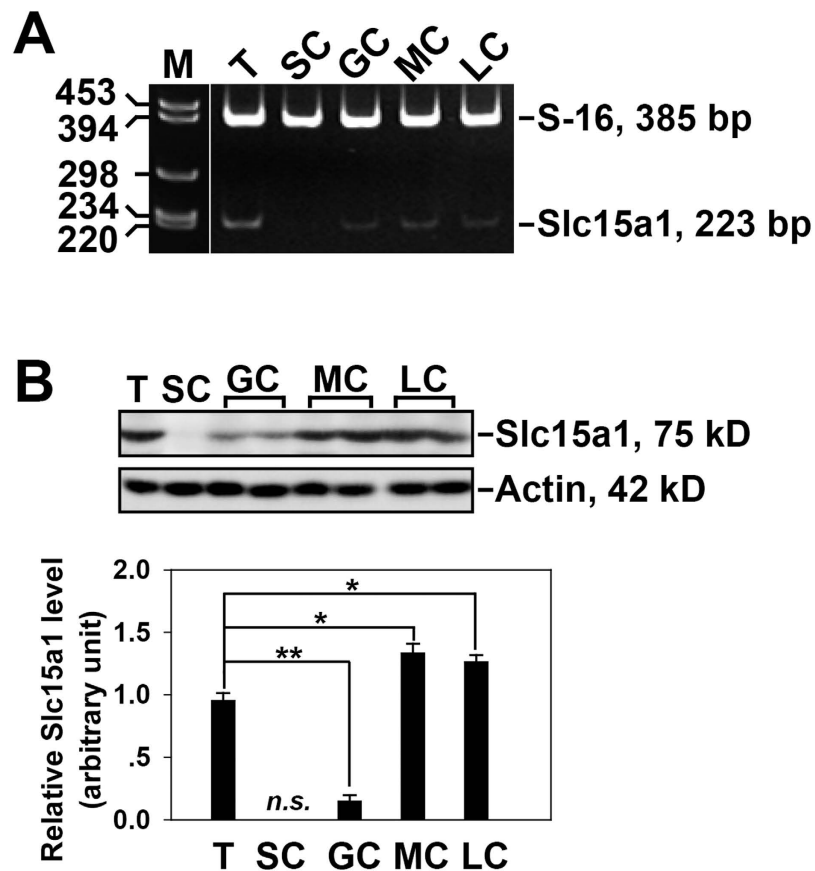 A
M T SC GC MC LC
453
394
298
234
220
S-16, 385 bp
Slc15a1, 223 bp
B
T SC GC MC LC
Slc15a1, 75 kD
Actin, 42 kD
Relative Slc15a1 level
(arbitrary unit)
2.0
1.5
1.0
.5
0.0
*
*
**
n.s.
T SC GC MC LC